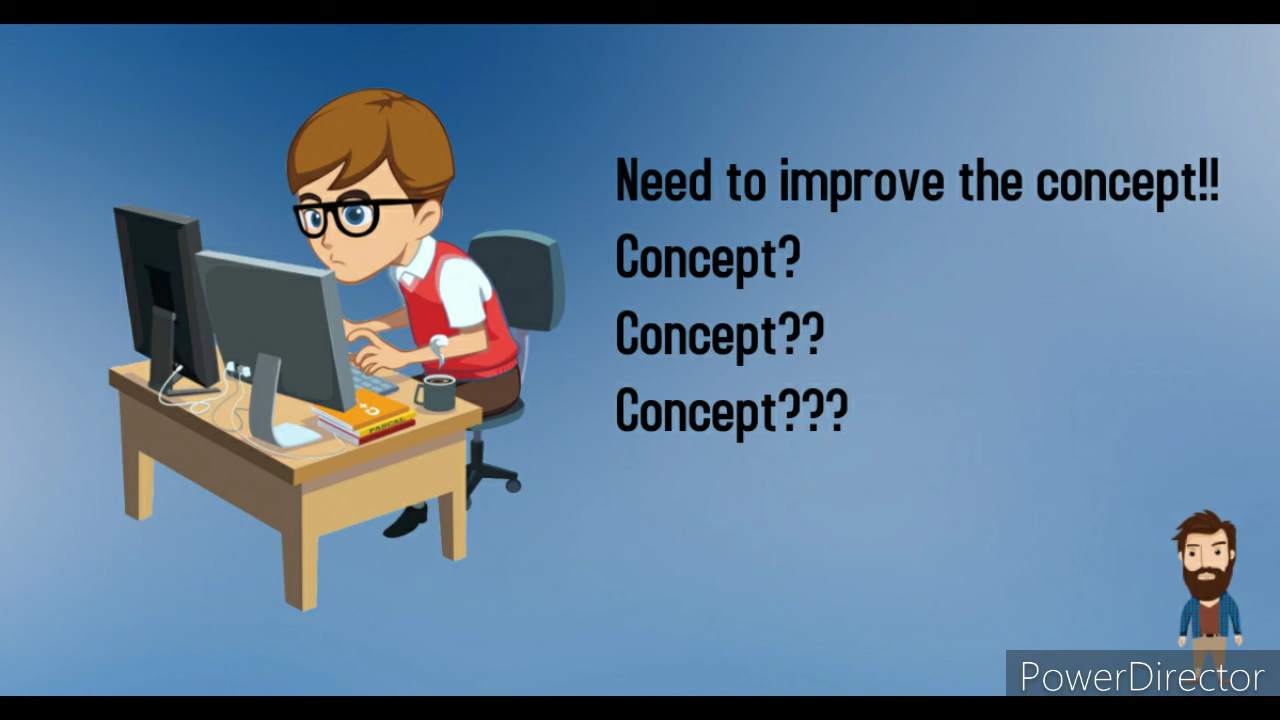 Need to improve the concept!!
Concept?
Concept??
Concept???
PASCAL
PowerDirector